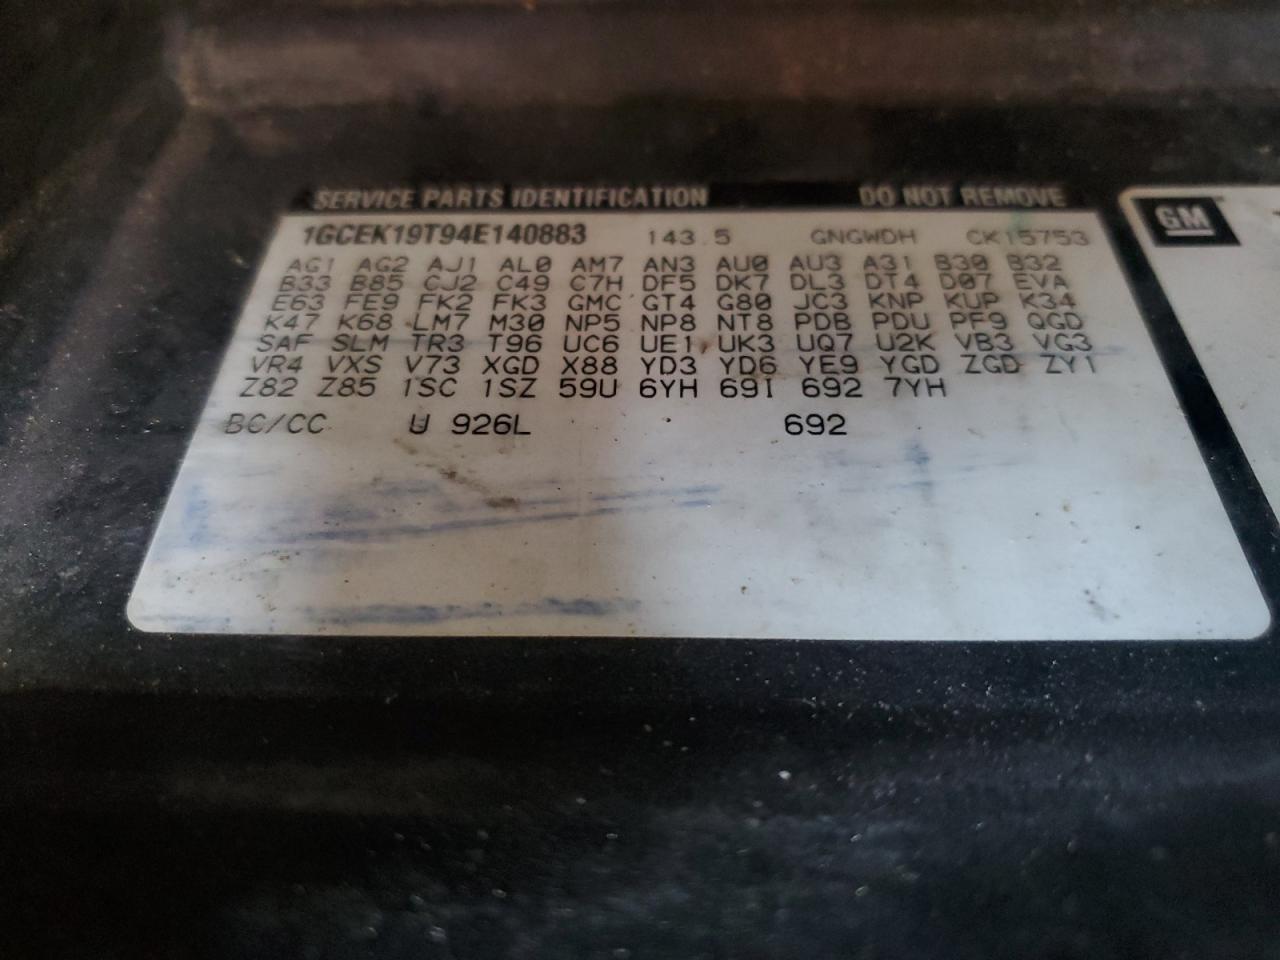 SERVICE PARTS IDENTIFICATION DO NOT REMOVE
1GCEK19T94E140883 143.5 GNGWDH CK15753
GM
AG1 AG2 AJ1 AL0 AM7 AN3 AU0 AU3 A31 B30 B32
B33 B85 CJ2 C49 C7H DF5 DK7 DL3 DT4 D07 EVA
E63 FE9 FK2 FK3 GMC GT4 G80 JC3 KNP KUP K34
K47 K68 LM7 M30 NP5 NP8 NT8 PDB PDU PF9 QGD
SAF SLM TR3 T96 UC6 UE1 UK3 UQ7 U2K VB3 VG3
VR4 VXS V73 XGD X88 YD3 YD6 YE9 YGD ZGD ZY1
Z82 Z85 1SC 1SZ 59U 6YH 69I 692 7YH
BC/CC U 926L 692